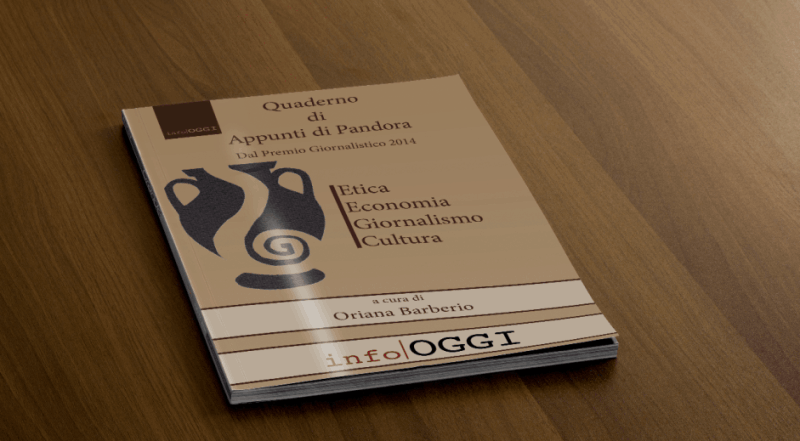 infoOGGI
Quaderno
di
Appunti di Pandora
Dal Premio Giornalistico 2014
Etica
Economia
Giornalismo
Cultura
a cura di
Oriana Barberio
info|OGGI